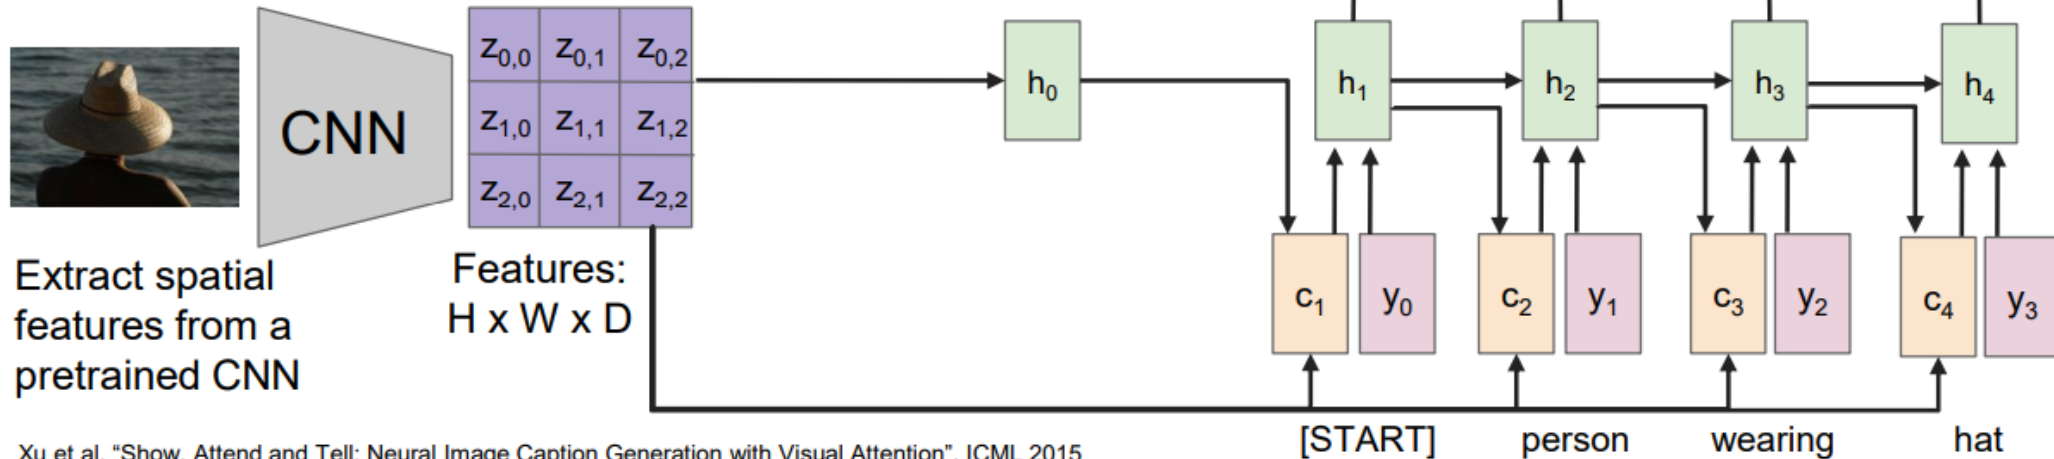 CNN
z0,0 z0,1 z0,2
z1,0 z1,1 z1,2
z2,0 z2,1 z2,2
h0 h1 h2 h3 h4
Extract spatial
features from a
pretrained CNN
Features:
H x W x D
c1 y0 c2 y1 c3 y2 c4 y3
[START] person wearing hat
Xu et al. “Show, Attend and Tell: Neural Image Caption Generation with Visual Attention”, ICML 2015